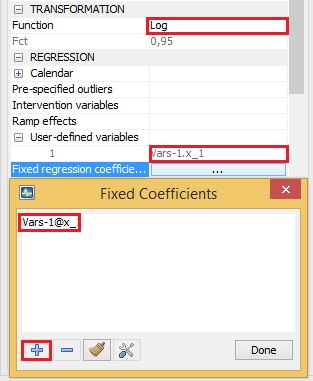 TRANSFORMATION
Function Log
Fct 0,95
REGRESSION
Calendar
Pre-specified outliers
Intervention variables
Ramp effects
User-defined variables
1 Vars-1.x_1
Fixed regression coefficie... ...
Fixed Coefficients
Vars-1@x_1
Done